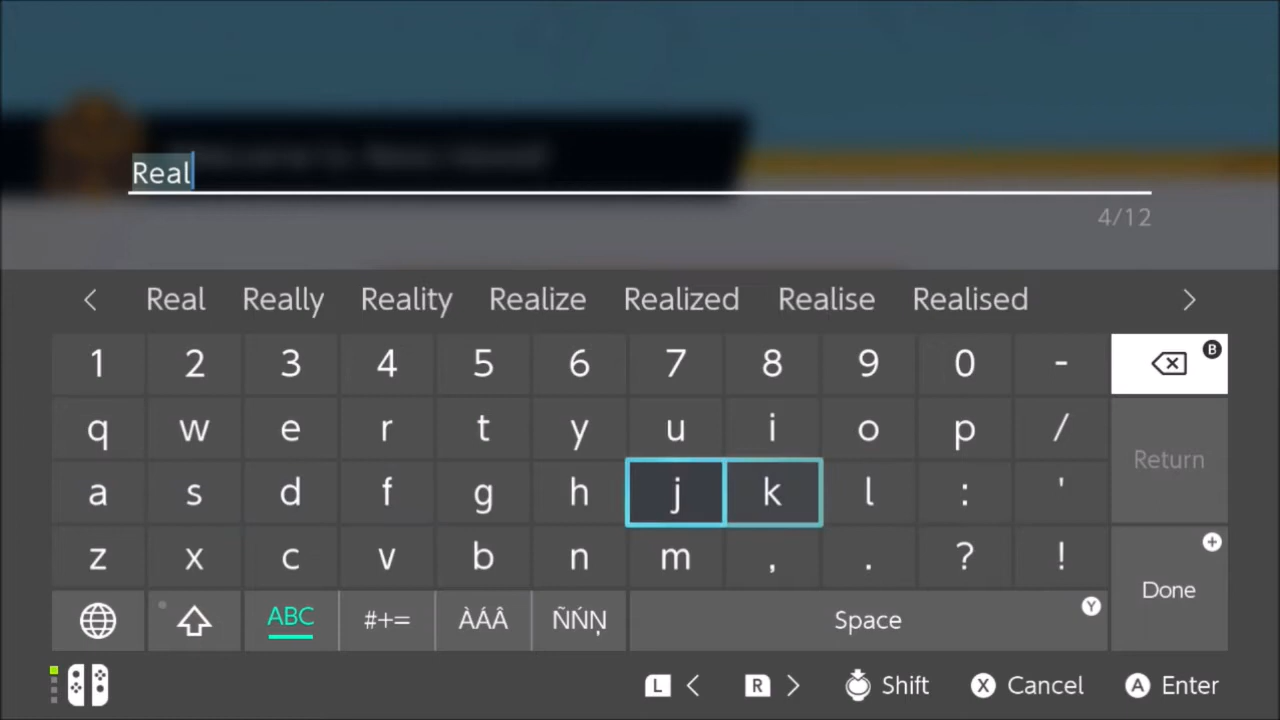 Real
4/12
< Real Really Reality Realize Realized Realise Realised >
1 2 3 4 5 6 7 8 9 0 - B
q w e r t y u i o p /
Return
a s d f g h j k l : '
z x c v b n m , . ? ! +
Done
ABC #+= ÀÁÂ ÑŃŅ Space Y
L < R > Shift X Cancel A Enter